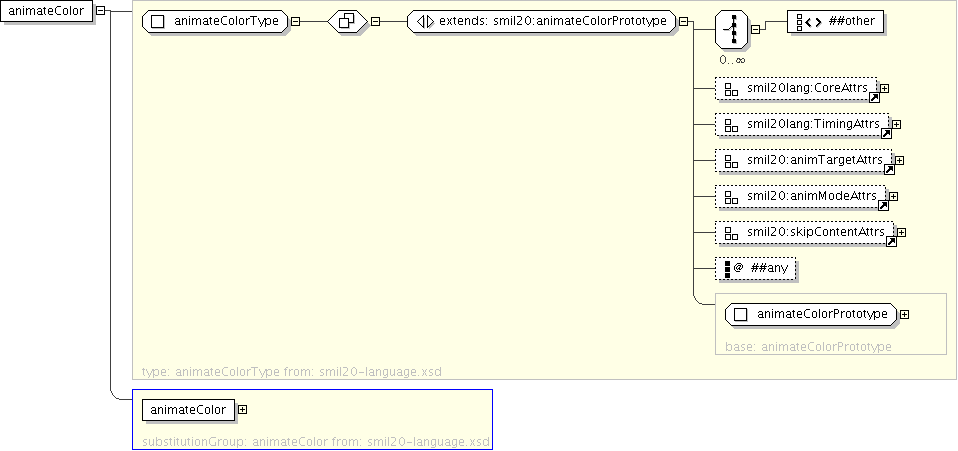 animateColor
animateColorType
extends: smil20:animateColorPrototype
##other
0..∞
smil20lang:CoreAttrs
smil20lang:TimingAttrs
smil20:animTargetAttrs
smil20:animModeAttrs
smil20:skipContentAttrs
@ ##any
animateColorPrototype
base: animateColorPrototype
type: animateColorType from: smil20-language.xsd
animateColor
substitutionGroup: animateColor from: smil20-language.xsd